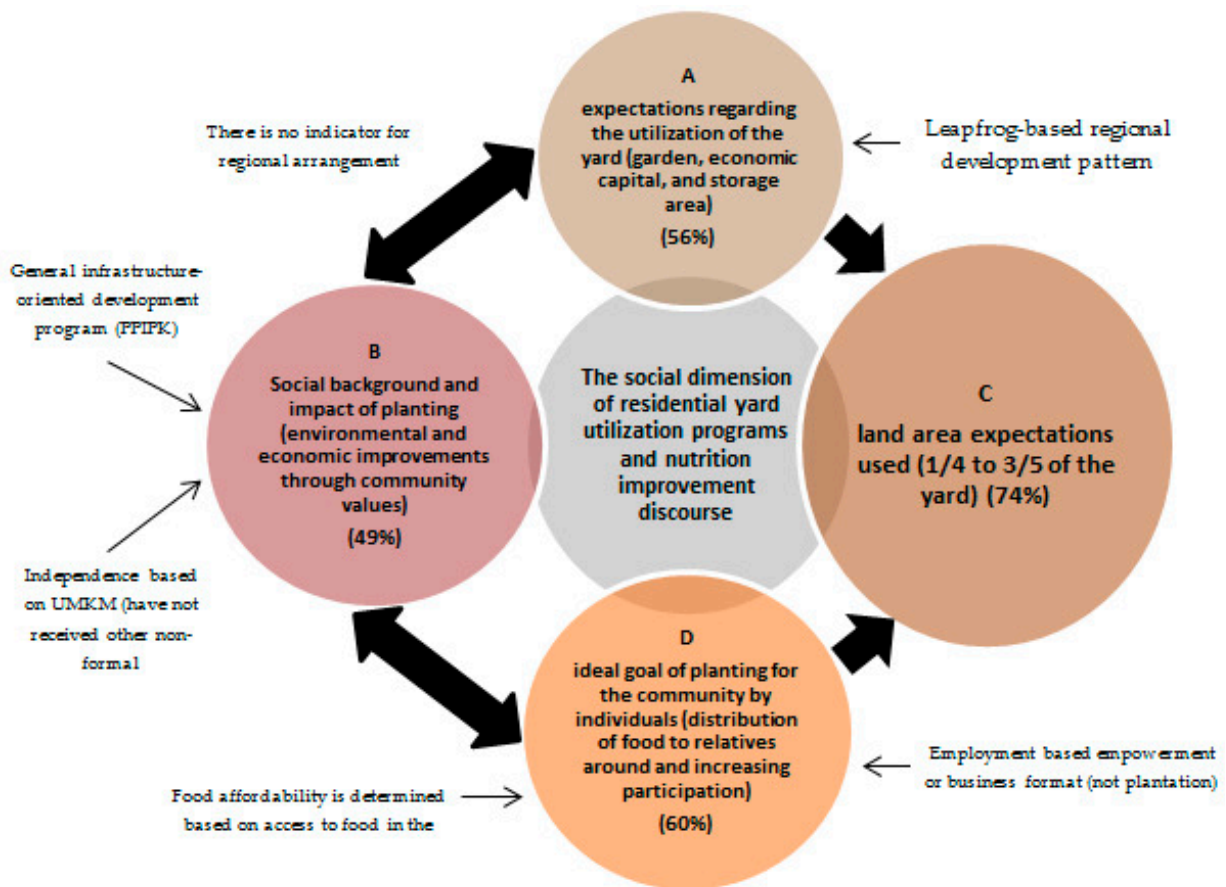 A
expectations regarding
the utilization of the
yard (garden, economic
capital, and storage
area)
(56%)
There is no indicator for
regional arrangement
Leapfrog-based regional
development pattern
General infrastructure-
oriented development
program (PPIPK)
B
Social background and
impact of planting
(environmental and
economic improvements
through community
values)
(49%)
The social dimension
of residential yard
utilization programs
and nutrition
improvement
discourse
C
land area expectations
used (1/4 to 3/5 of the
yard) (74%)
Independence based
on UMKM (have not
received other non-
formal
D
ideal goal of planting for
the community by
individuals (distribution
of food to relatives
around and increasing
participation)
(60%)
Food affordability is determined
based on access to food in the
Employment based empowerment
or business format (not plantation)